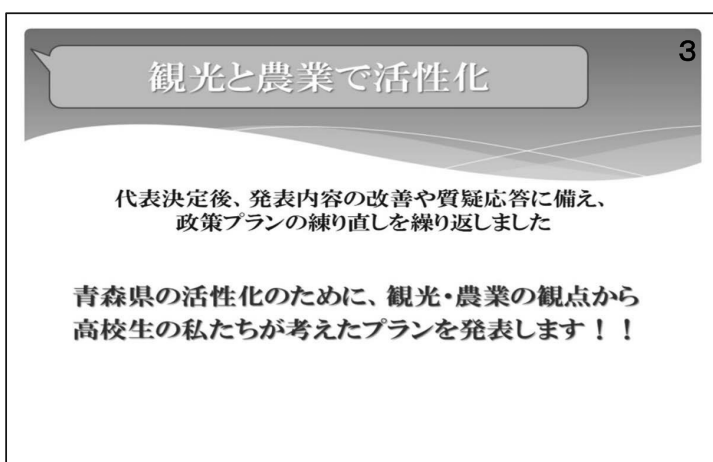 3
観光と農業で活性化
代表決定後、発表内容の改善や質疑応答に備え、
政策プランの練り直しを繰り返しました
青森県の活性化のために、観光・農業の観点から
高校生の私たちが考えたプランを発表します！！